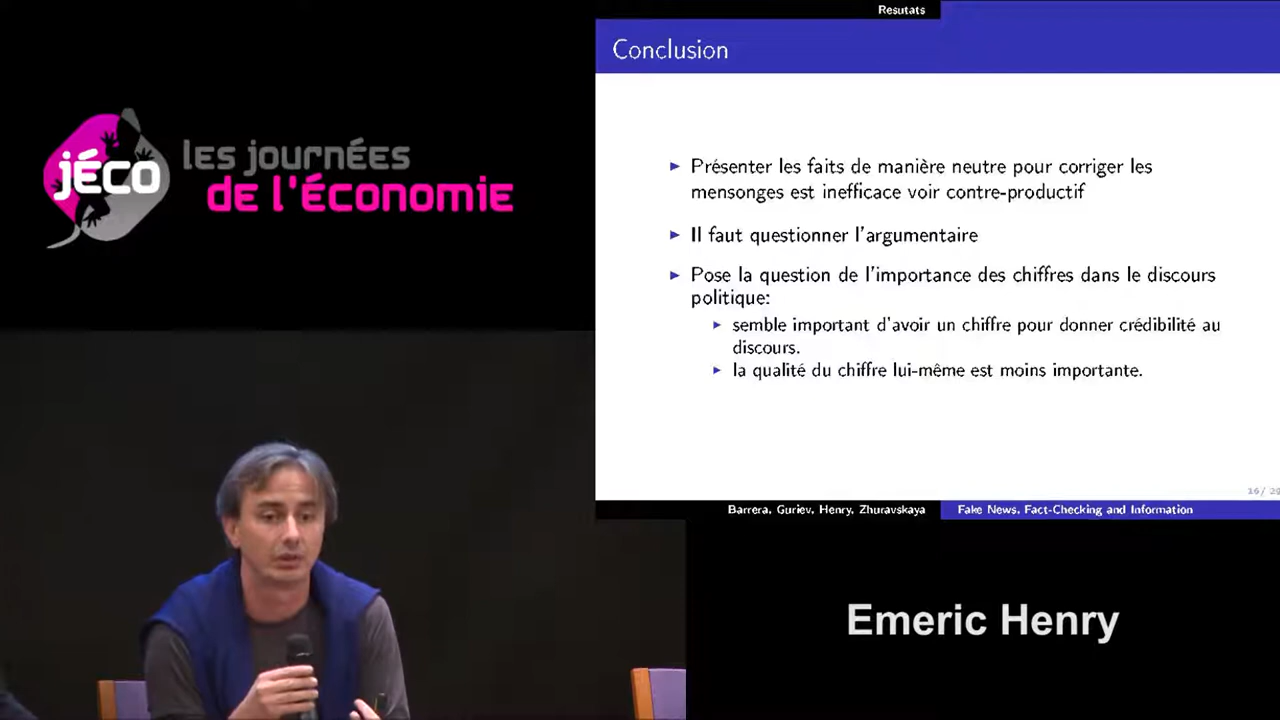 jéco
les journées
de l'économie
Resutats
Conclusion
Présenter les faits de manière neutre pour corriger les
mensonges est inefficace voir contre-productif
Il faut questionner l'argumentaire
Pose la question de l'importance des chiffres dans le discours
politique:
semble important d'avoir un chiffre pour donner crédibilité au
discours.
la qualité du chiffre lui-même est moins importante.
16/ 20
Barrera, Guriev, Henry, Zhuravskaya
Fake News, Fact-Checking and Information
Emeric Henry